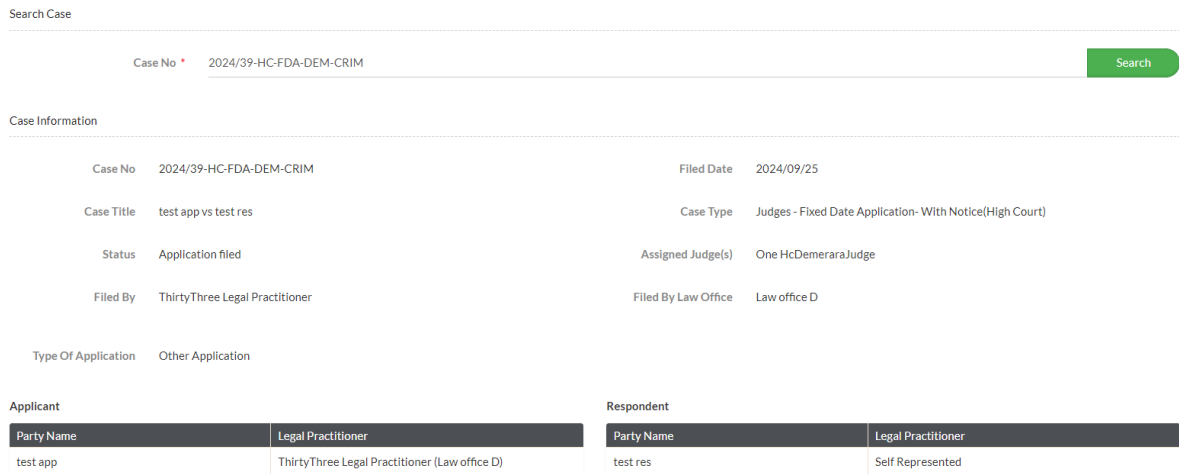 Search Case
Case No * 2024/39-HC-FDA-DEM-CRIM Search
Case Information
Case No 2024/39-HC-FDA-DEM-CRIM Filed Date 2024/09/25
Case Title test app vs test res Case Type Judges - Fixed Date Application- With Notice(High Court)
Status Application filed Assigned Judge(s) One HcDemeraraJudge
Filed By ThirtyThree Legal Practitioner Filed By Law Office Law office D
Type Of Application Other Application
Applicant Respondent
Party Name Legal Practitioner Party Name Legal Practitioner
test app ThirtyThree Legal Practitioner (Law office D) test res Self Represented